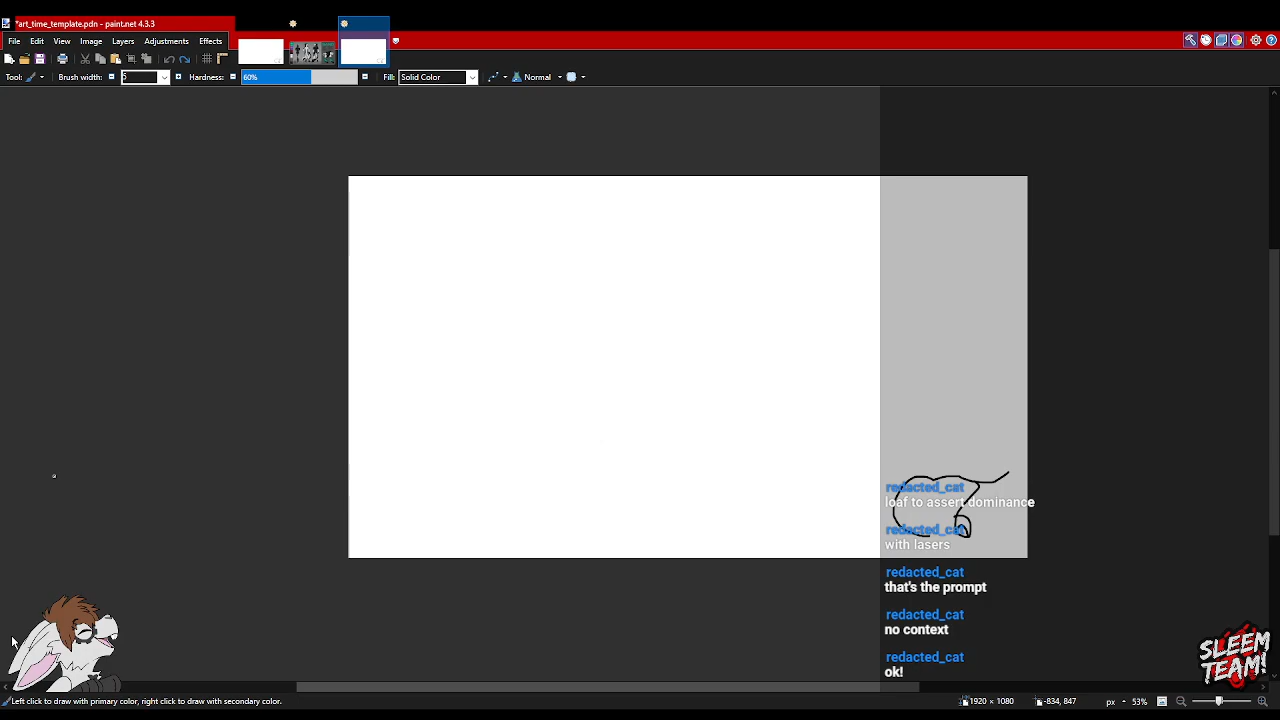 *art_time_template.pdn - paint.net 4.3.3
File Edit View Image Layers Adjustments Effects
Tool: Brush width: 5 Hardness: 60% Fill: Solid Color Normal
redacted_cat
loaf to assert dominance
redacted_cat
with lasers
redacted_cat
that's the prompt
redacted_cat
no context
redacted_cat
ok!
SLEEM
TEAM!
Left click to draw with primary color, right click to draw with secondary color. 1920 × 1080 -834, 847 px 53%